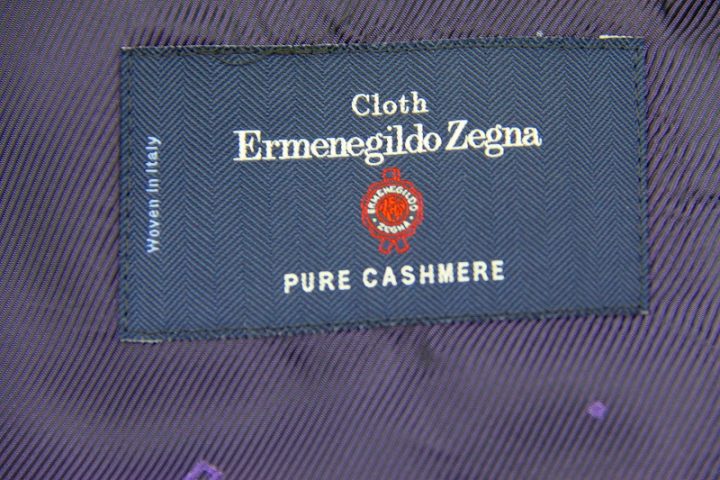 Cloth
Ermenegildo Zegna
ERMENEGILDO
ZEGNA
PURE CASHMERE
Woven in Italy